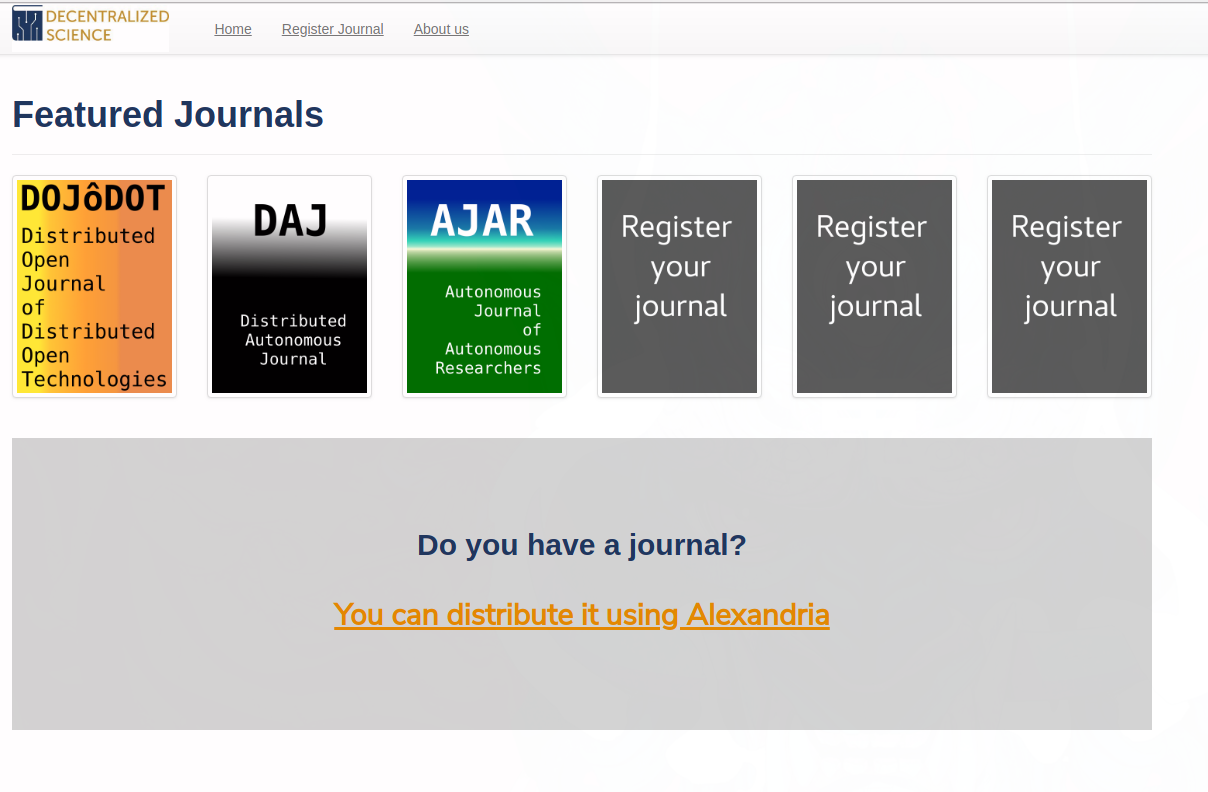 DECENTRALIZED
SCIENCE
Home Register Journal About us
Featured Journals
DOJôDOT
Distributed
Open
Journal
of
Distributed
Open
Technologies
DAJ
Distributed
Autonomous
Journal
AJAR
Autonomous
Journal
of
Autonomous
Researchers
Register
your
journal
Register
your
journal
Register
your
journal
Do you have a journal?
You can distribute it using Alexandria